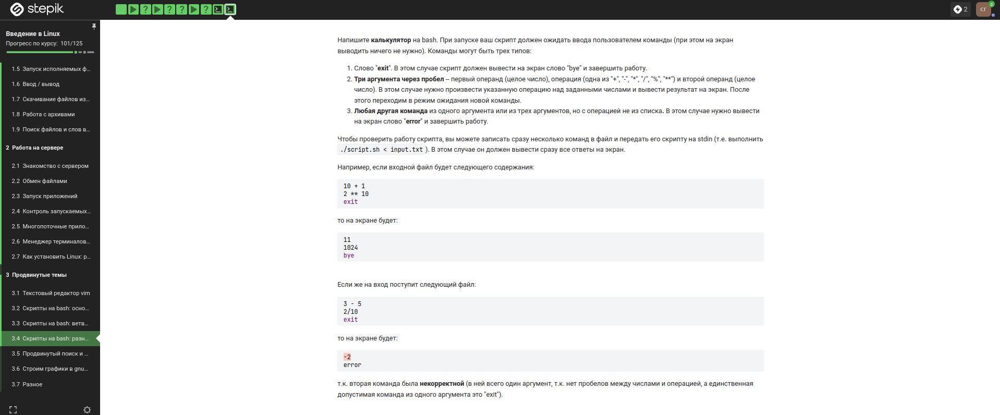 stepik
? ? ? ?
2
СГ
2
Введение в Linux
Прогресс по курсу: 101/125
1.5 Запуск исполняемых ф...
1.6 Ввод / вывод
1.7 Скачивание файлов из...
1.8 Работа с архивами
1.9 Поиск файлов и слов в...
2 Работа на сервере
2.1 Знакомство с сервером
2.2 Обмен файлами
2.3 Запуск приложений
2.4 Контроль запускаемых...
2.5 Многопоточные прило...
2.6 Менеджер терминалов...
2.7 Как установить Linux: р...
3 Продвинутые темы
3.1 Текстовый редактор vim
3.2 Скрипты на bash: осно...
3.3 Скрипты на bash: ветв...
3.4 Скрипты на bash: разн...
3.5 Продвинутый поиск и ...
3.6 Строим графики в gnu...
3.7 Разное
Напишите калькулятор на bash. При запуске ваш скрипт должен ожидать ввода пользователем команды (при этом на экран
выводить ничего не нужно). Команды могут быть трех типов:
1. Слово "exit". В этом случае скрипт должен вывести на экран слово "bye" и завершить работу.
2. Три аргумента через пробел -- первый операнд (целое число), операция (одна из "+", "-", "*", "/", "%", "**") и второй операнд (целое
число). В этом случае нужно произвести указанную операцию над заданными числами и вывести результат на экран. После
этого переходим в режим ожидания новой команды.
3. Любая другая команда из одного аргумента или из трех аргументов, но с операцией не из списка. В этом случае нужно вывести
на экран слово "error" и завершить работу.
Чтобы проверить работу скрипта, вы можете записать сразу несколько команд в файл и передать его скрипту на stdin (т.е. выполнить
./script.sh < input.txt ). В этом случае он должен вывести сразу все ответы на экран.
Например, если входной файл будет следующего содержания:
10 + 1
2 ** 10
exit
то на экране будет:
11
1024
bye
Если же на вход поступит следующий файл:
3 - 5
2/10
exit
то на экране будет:
-2
error
т.к. вторая команда была некорректной (в ней всего один аргумент, т.к. нет пробелов между числами и операцией, а единственная
допустимая команда из одного аргумента это "exit").